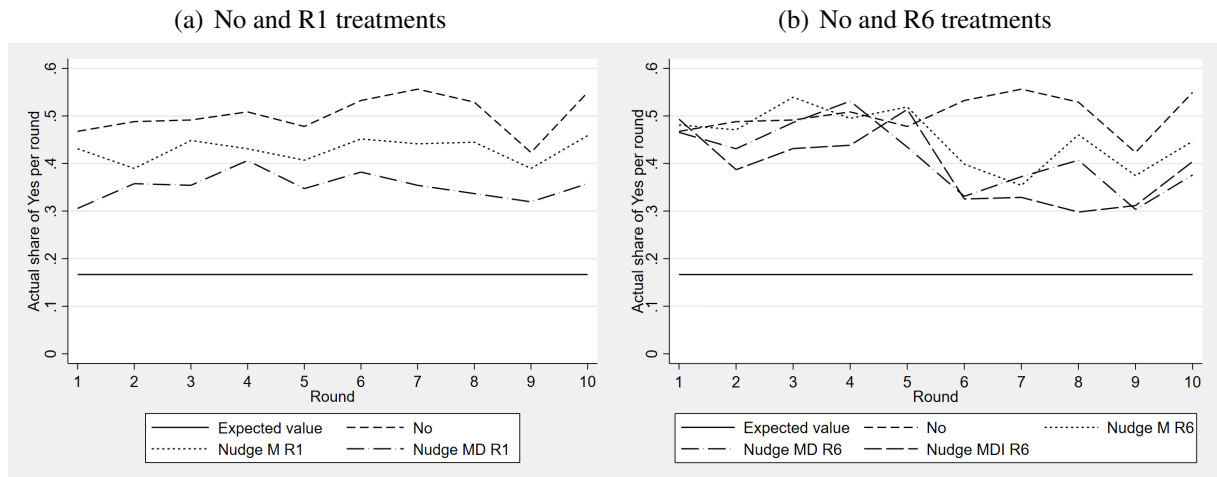 (a) No and R1 treatments
Actual share of Yes per round
.6
.5
.4
.3
.2
.1
0
1 2 3 4 5 6 7 8 9 10
Round
Expected value No
Nudge M R1 Nudge MD R1
(b) No and R6 treatments
Actual share of Yes per round
.6
.5
.4
.3
.2
.1
0
1 2 3 4 5 6 7 8 9 10
Round
Expected value No Nudge M R6
Nudge MD R6 Nudge MDI R6